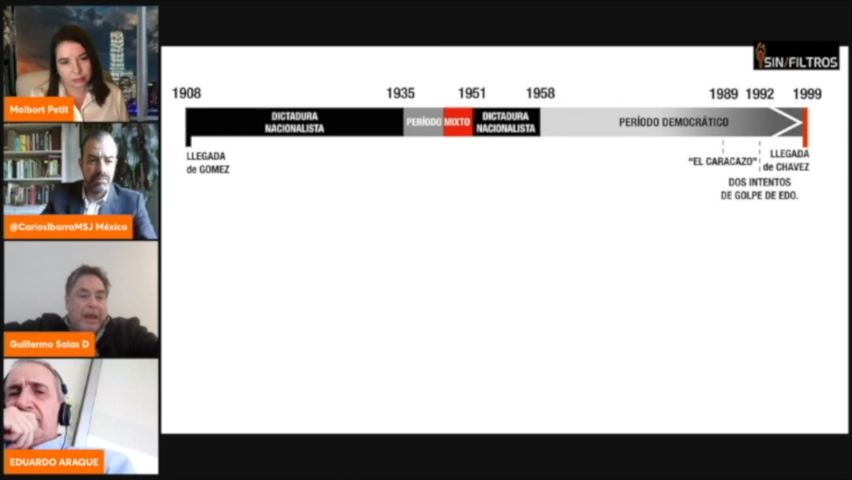 SIN/FILTROS
1908 1935 1951 1958 1989 1992 1999
DICTADURA
NACIONALISTA
PERÍODO MIXTO
DICTADURA
NACIONALISTA
PERÍODO DEMOCRÁTICO
LLEGADA
de GOMEZ
"EL CARACAZO"
LLEGADA
de CHAVEZ
DOS INTENTOS
DE GOLPE DE EDO.
Maibort Petit
@CarlosIbarraMSJ México
Guillermo Salas D
EDUARDO ARAQUE